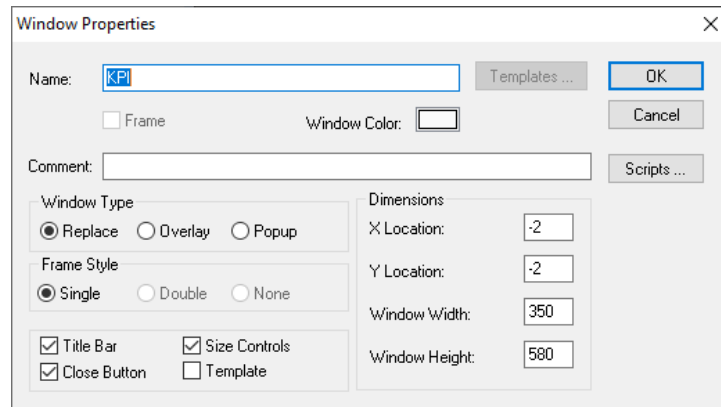 Window Properties
Name: KPI Templates ... OK
Frame Window Color: Cancel
Comment: Scripts ...
Window Type
Replace Overlay Popup
Frame Style
Single Double None
Title Bar Size Controls
Close Button Template
Dimensions
X Location: -2
Y Location: -2
Window Width: 350
Window Height: 580